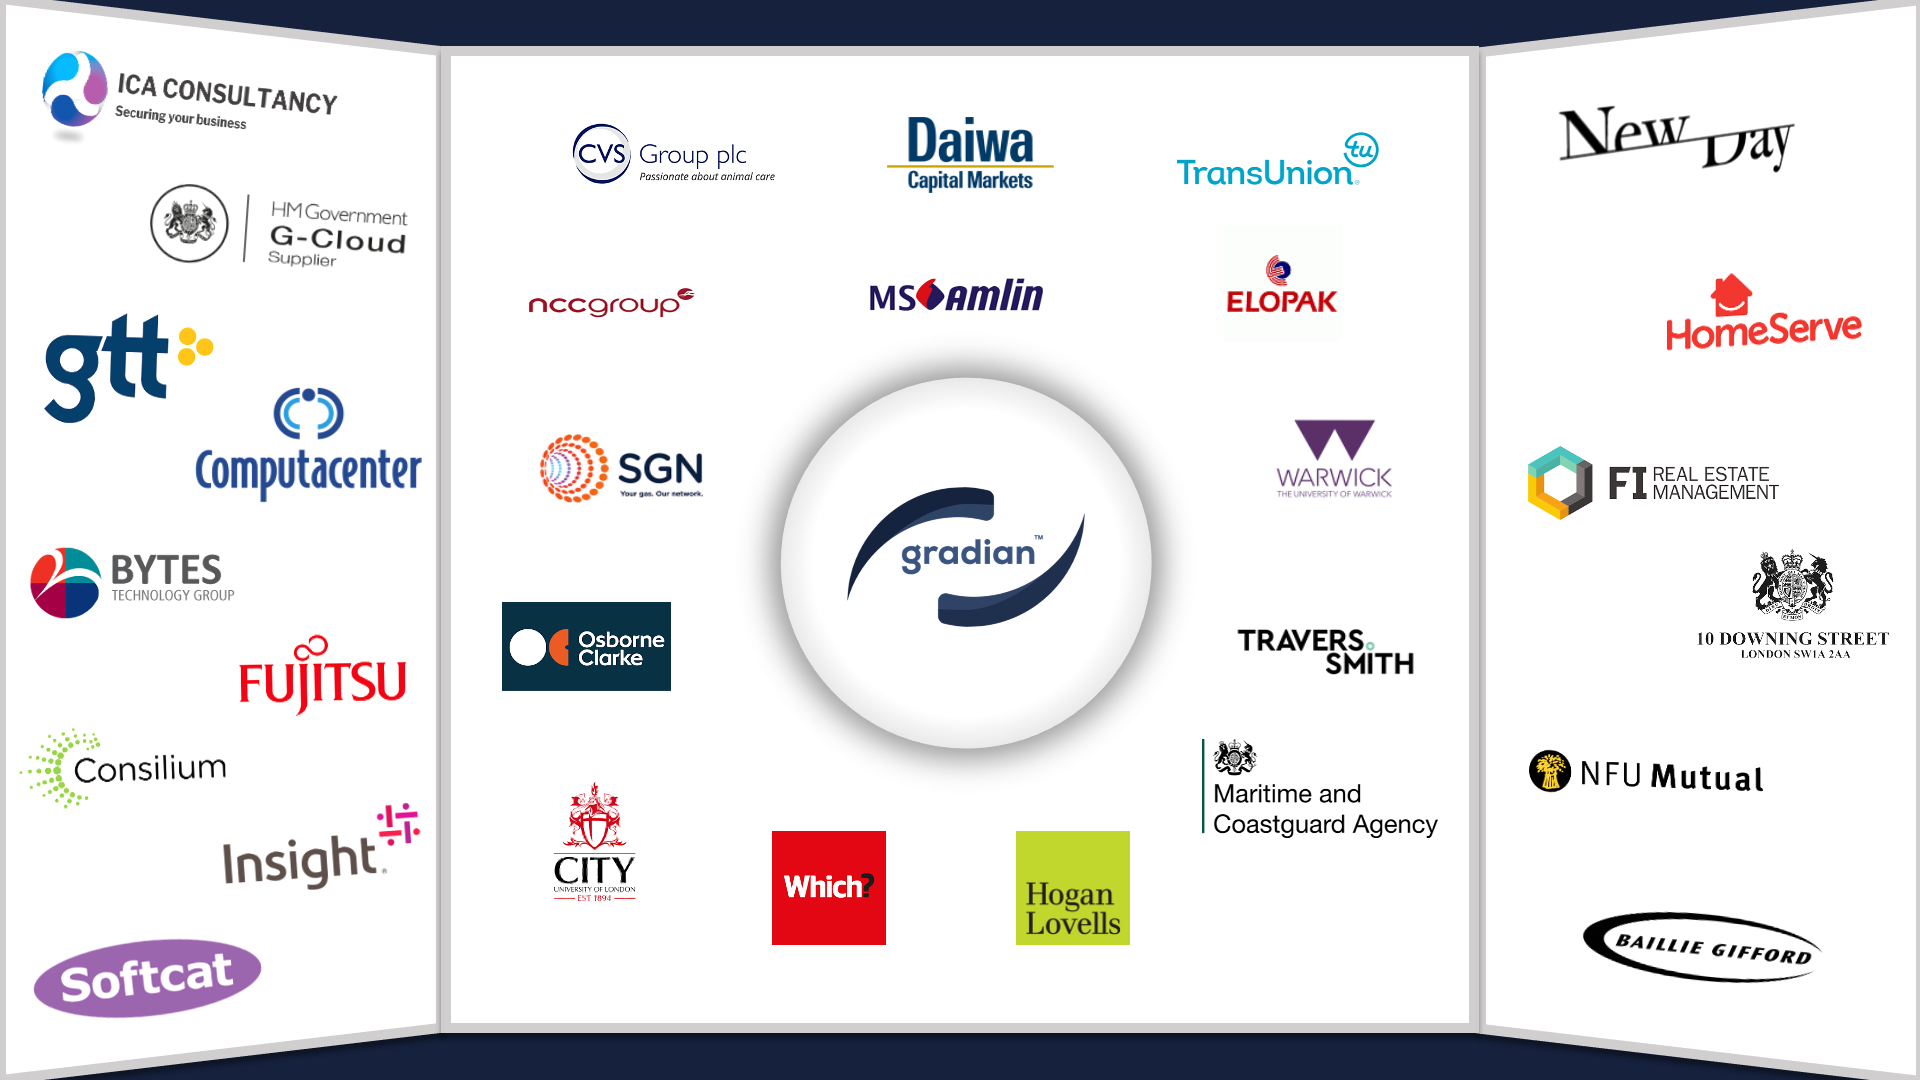 ICA CONSULTANCY
Securing your business
HM Government
G-Cloud
Supplier
gtt
Computacenter
BYTES
TECHNOLOGY GROUP
FUJITSU
Consilium
Insight
Softcat
CVS Group plc
Passionate about animal care
Daiwa
Capital Markets
TransUnion tu
nccgroup
MS amlin
ELOPAK
SGN
Your gas. Our network.
gradian™
WARWICK
THE UNIVERSITY OF WARWICK
Osborne
Clarke
TRAVERS
SMITH
CITY
UNIVERSITY OF LONDON
EST 1894
Which?
Hogan
Lovells
Maritime and
Coastguard Agency
New Day
HomeServe
FI REAL ESTATE
MANAGEMENT
10 DOWNING STREET
LONDON SW1A 2AA
NFU Mutual
BAILLIE GIFFORD